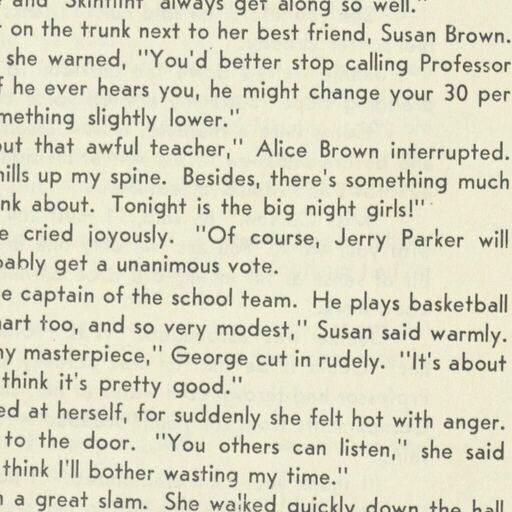 and "Skinflint" always get along so well."
on the trunk next to her best friend, Susan Brown.
she warned, "You'd better stop calling Professor
he ever hears you, he might change your 30 per
mething slightly lower."
out that awful teacher," Alice Brown interrupted.
hills up my spine. Besides, there's something much
nk about. Tonight is the big night girls!"
e cried joyously. "Of course, Jerry Parker will
bably get a unanimous vote.
e captain of the school team. He plays basketball
mart too, and so very modest," Susan said warmly.
ny masterpiece," George cut in rudely. "It's about
think it's pretty good."
ed at herself, for suddenly she felt hot with anger.
to the door. "You others can listen," she said
think I'll bother wasting my time."
a great slam. She walked quickly down the hall